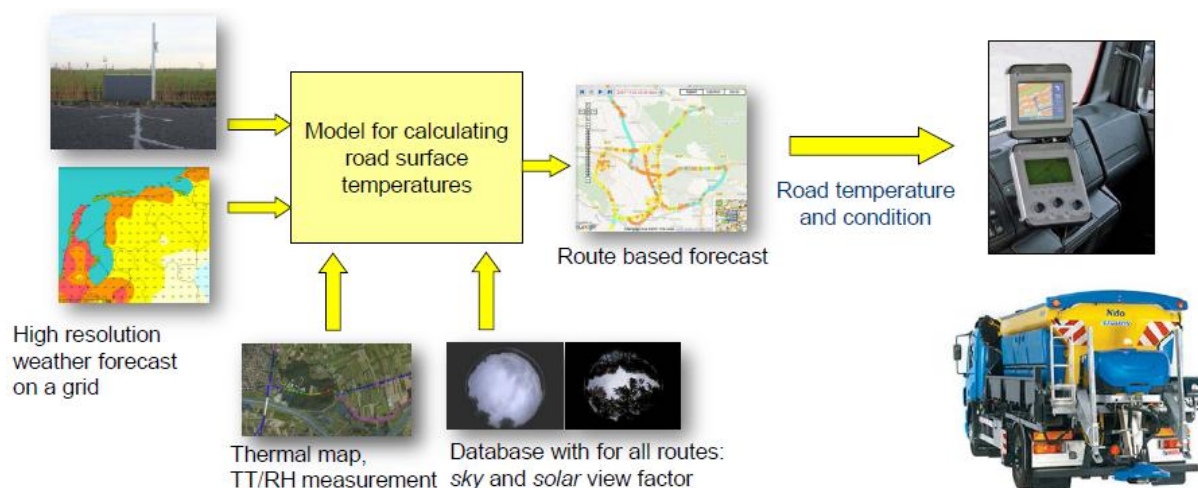 Model for calculating
road surface
temperatures
Road temperature
and condition
Route based forecast
High resolution
weather forecast
on a grid
Thermal map,
TT/RH measurement
Database with for all routes:
sky and solar view factor
Nido